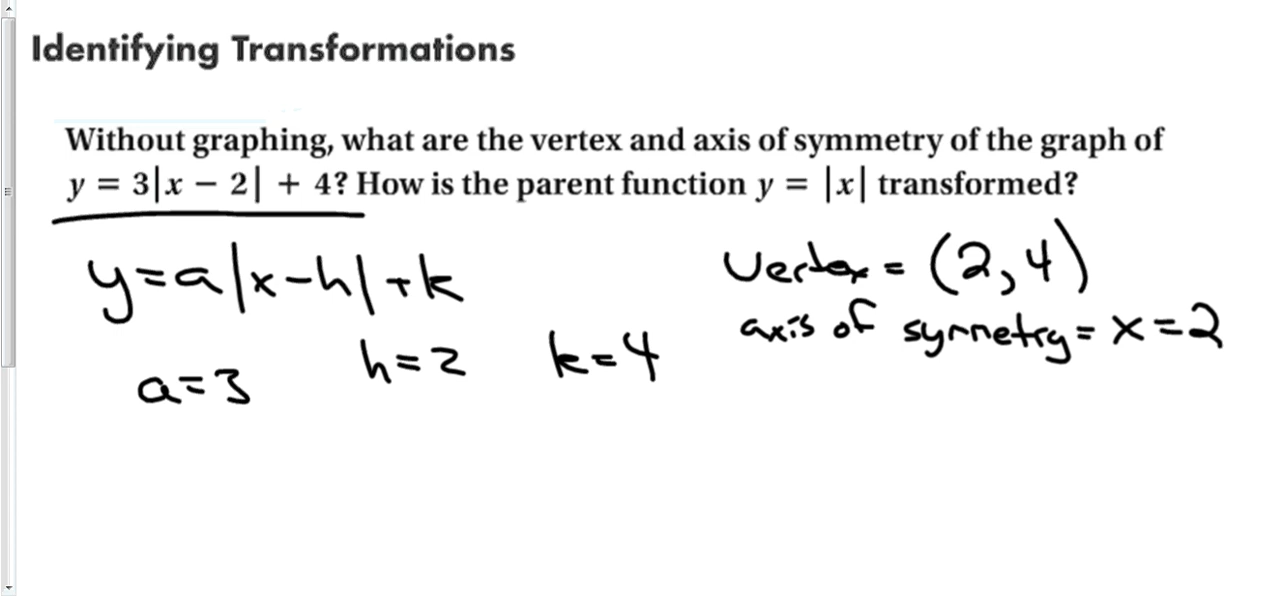 Identifying Transformations
Without graphing, what are the vertex and axis of symmetry of the graph of
y = 3|x − 2| + 4? How is the parent function y = |x| transformed?
y=a|x-h|+k
vertex = (2,4)
axis of symmetry = x=2
a=3
h=2
k=4